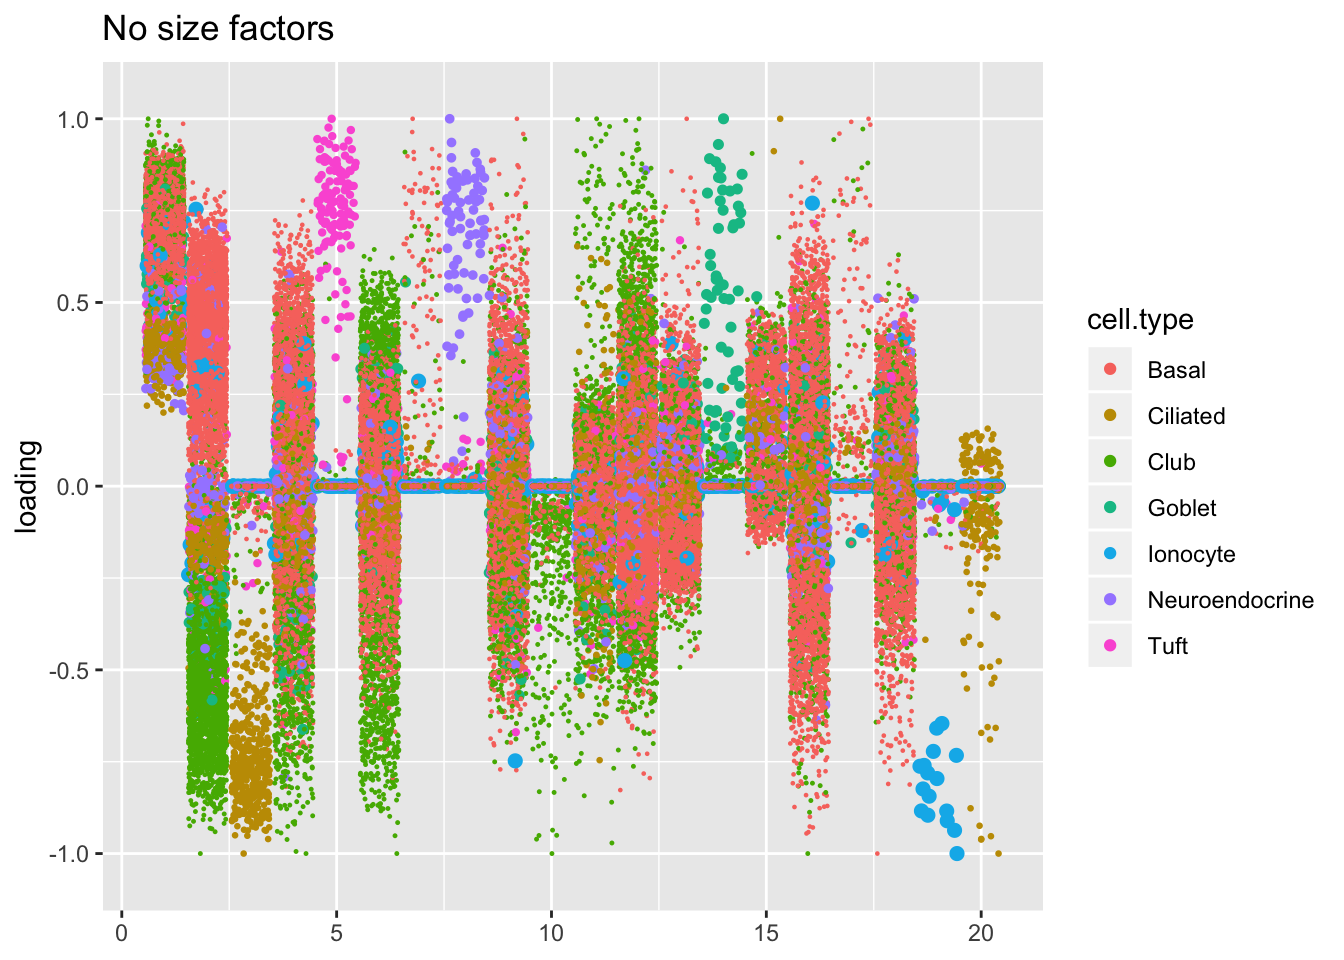 No size factors
loading
1.0
0.5
0.0
-0.5
-1.0
0
5
10
15
20
cell.type
Basal
Ciliated
Club
Goblet
Ionocyte
Neuroendocrine
Tuft